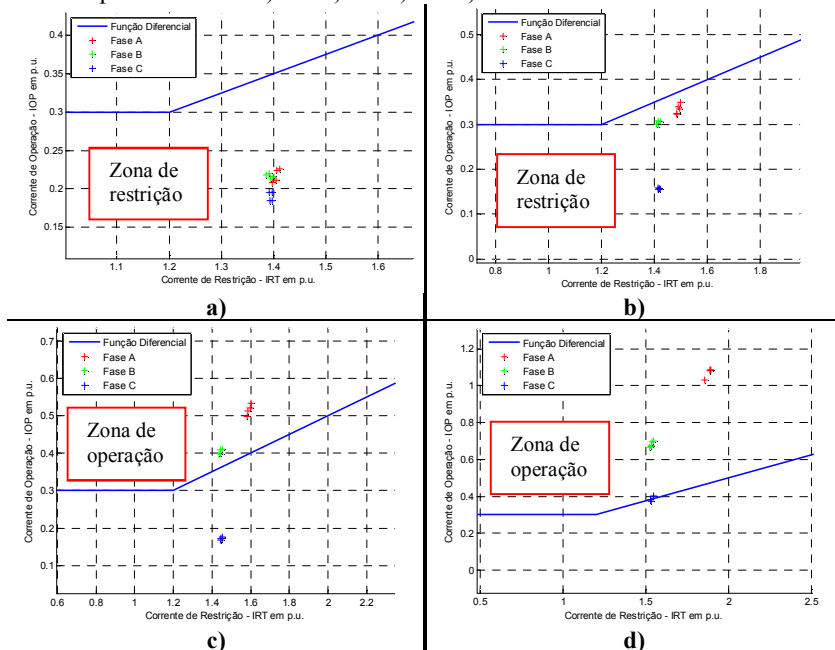 0.4
0.35
0.3
0.25
0.2
0.15
1.1
1.2
1.3
1.4
1.5
1.6
Corrente de Operação - IOP em p.u.
Corrente de Restrição - IRT em p.u.
Função Diferencial
Fase A
Fase B
Fase C
Zona de
restrição
a)
0.5
0.4
0.3
0.2
0.1
0
0.8
1
1.2
1.4
1.6
1.8
Corrente de Operação - IOP em p.u.
Corrente de Restrição - IRT em p.u.
Função Diferencial
Fase A
Fase B
Fase C
Zona de
restrição
b)
0.7
0.6
0.5
0.4
0.3
0.2
0.1
0.6
0.8
1
1.2
1.4
1.6
1.8
2
2.2
Corrente de Operação - IOP em p.u.
Corrente de Restrição - IRT em p.u.
Função Diferencial
Fase A
Fase B
Fase C
Zona de
operação
c)
1.2
1
0.8
0.6
0.4
0.2
0
0.5
1
1.5
2
2.5
Corrente de Operação - IOP em p.u.
Corrente de Restrição - IRT em p.u.
Função Diferencial
Fase A
Fase B
Fase C
Zona de
operação
d)